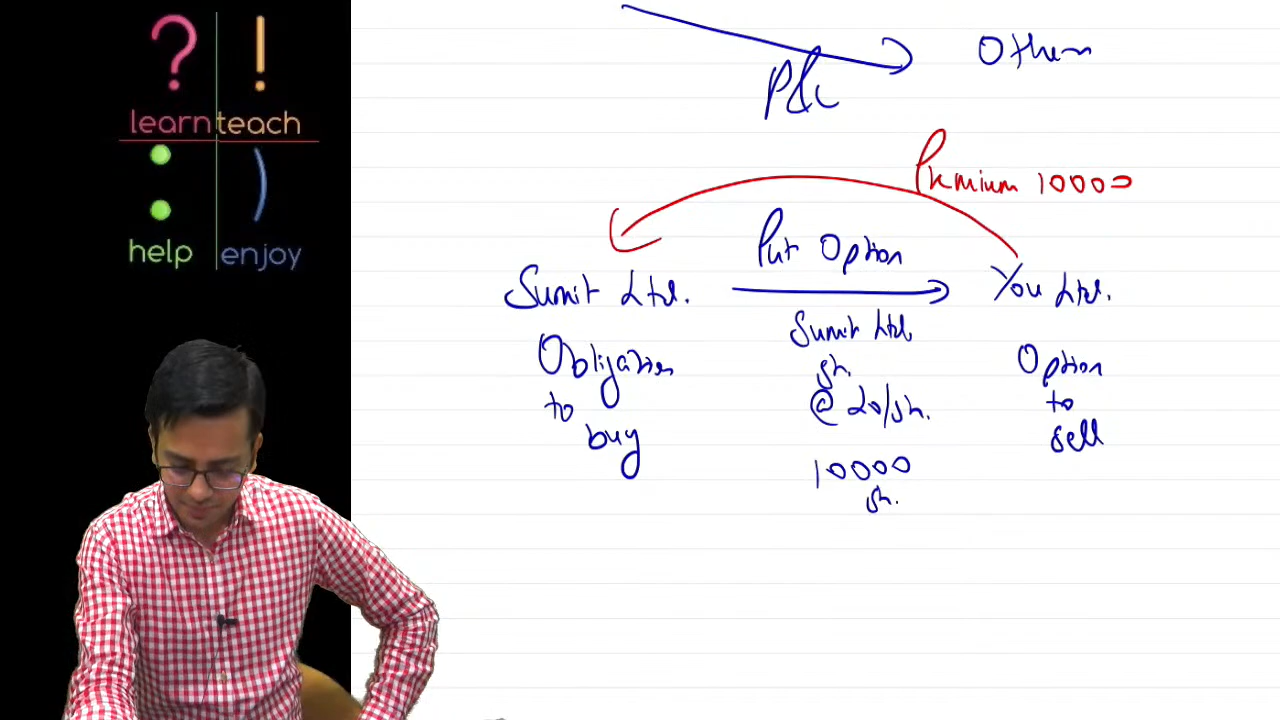 ? !
learn teach
help enjoy
Others
P&L
Premium 10000
Put Option
Sumit Ltd. You Ltd.
Sumit Ltd.
sh.
@ 20/sh.
10000
sh.
Obligation
to
buy
Option
to
sell